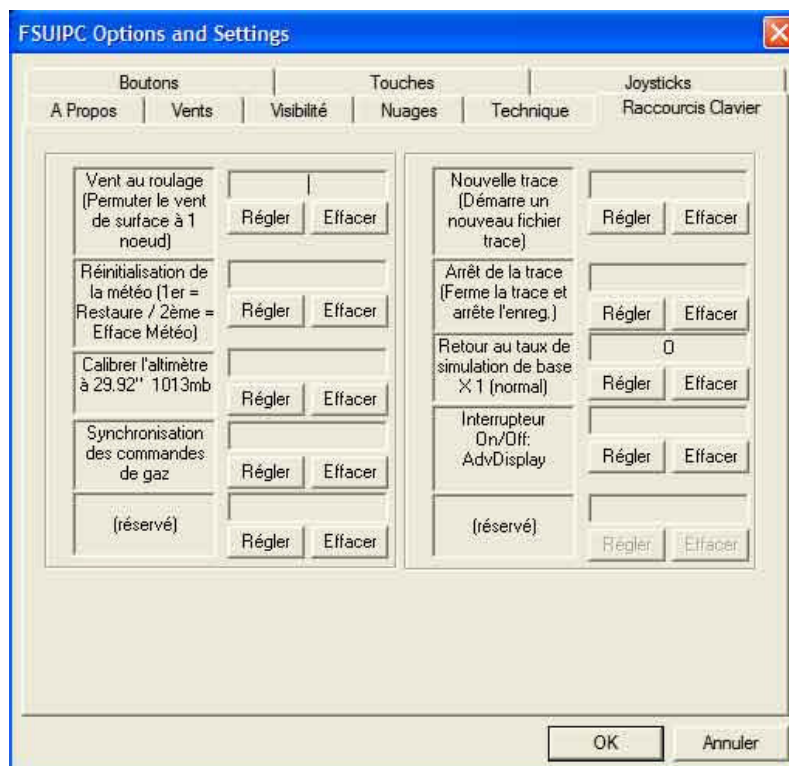 FSUIPC Options and Settings
Boutons
Touches
Joysticks
A Propos
Vents
Visibilité
Nuages
Technique
Raccourcis Clavier
Vent au roulage
(Permuter le vent
de surface à 1
noeud)
Régler
Effacer
Réinitialisation de
la météo (1er =
Restaure / 2ème =
Efface Météo)
Régler
Effacer
Calibrer l'altimètre
à 29.92" 1013mb
Régler
Effacer
Synchronisation
des commandes
de gaz
Régler
Effacer
(réservé)
Régler
Effacer
Nouvelle trace
(Démarre un
nouveau fichier
trace)
Régler
Effacer
Arrêt de la trace
(Ferme la trace et
arrête l'enreg.)
Régler
Effacer
Retour au taux de
simulation de base
X 1 (normal)
0
Régler
Effacer
Interrupteur
On/Off:
AdvDisplay
Régler
Effacer
(réservé)
Régler
Effacer
OK
Annuler